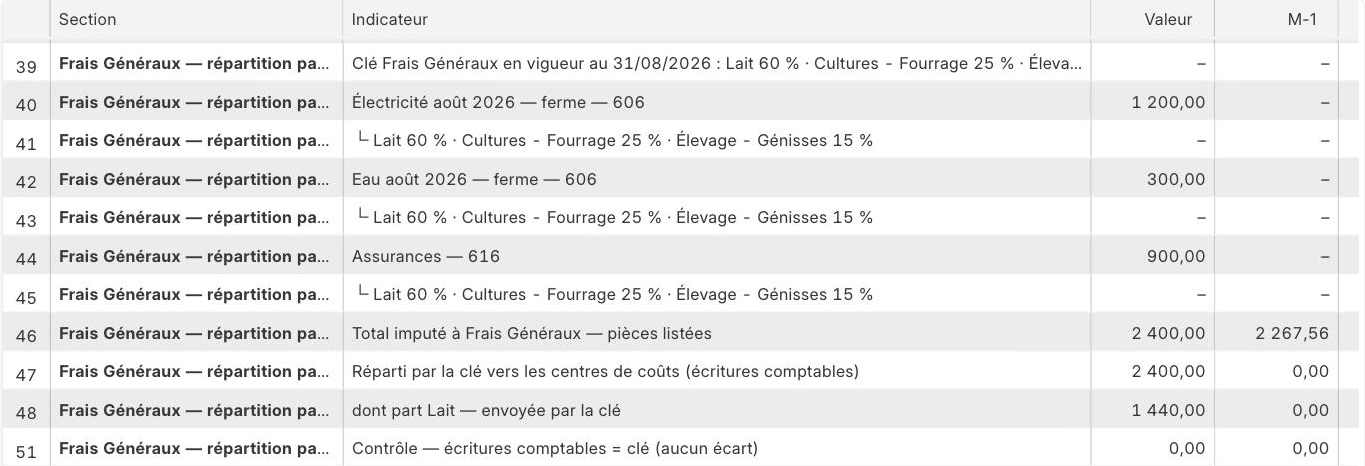 Section Indicateur Valeur M-1
39 Frais Généraux — répartition pa... Clé Frais Généraux en vigueur au 31/08/2026 : Lait 60 % · Cultures - Fourrage 25 % · Éleva... – –
40 Frais Généraux — répartition pa... Électricité août 2026 — ferme — 606 1 200,00 –
41 Frais Généraux — répartition pa... └ Lait 60 % · Cultures - Fourrage 25 % · Élevage - Génisses 15 % – –
42 Frais Généraux — répartition pa... Eau août 2026 — ferme — 606 300,00 –
43 Frais Généraux — répartition pa... └ Lait 60 % · Cultures - Fourrage 25 % · Élevage - Génisses 15 % – –
44 Frais Généraux — répartition pa... Assurances — 616 900,00 –
45 Frais Généraux — répartition pa... └ Lait 60 % · Cultures - Fourrage 25 % · Élevage - Génisses 15 % – –
46 Frais Généraux — répartition pa... Total imputé à Frais Généraux — pièces listées 2 400,00 2 267,56
47 Frais Généraux — répartition pa... Réparti par la clé vers les centres de coûts (écritures comptables) 2 400,00 0,00
48 Frais Généraux — répartition pa... dont part Lait — envoyée par la clé 1 440,00 0,00
51 Frais Généraux — répartition pa... Contrôle — écritures comptables = clé (aucun écart) 0,00 0,00